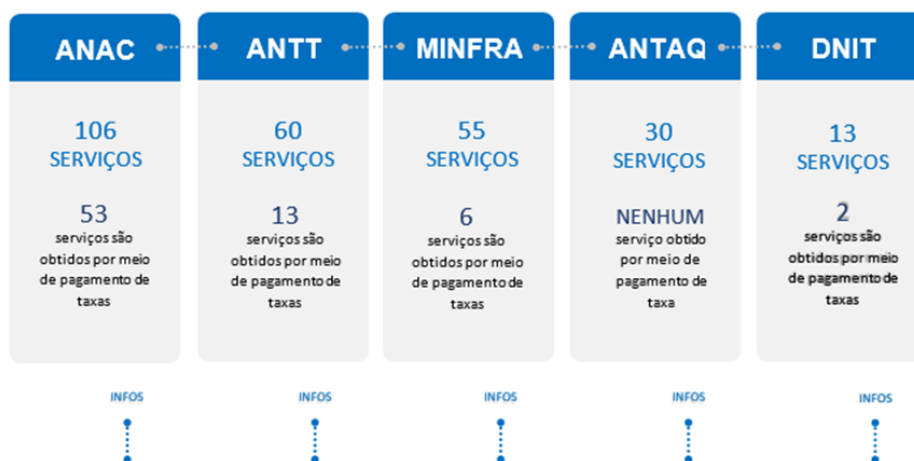 ANAC
106
SERVIÇOS
53
serviços são
obtidos por meio
de pagamento de
taxas
INFOS
ANTT
60
SERVIÇOS
13
serviços são
obtidos por meio
de pagamento de
taxas
INFOS
MINFRA
55
SERVIÇOS
6
serviços são
obtidos por meio
de pagamento de
taxas
INFOS
ANTAQ
30
SERVIÇOS
NENHUM
serviço obtido
por meio de
pagamento de
taxa
INFOS
DNIT
13
SERVIÇOS
2
serviços são
obtidos por meio
de pagamento de
taxas
INFOS